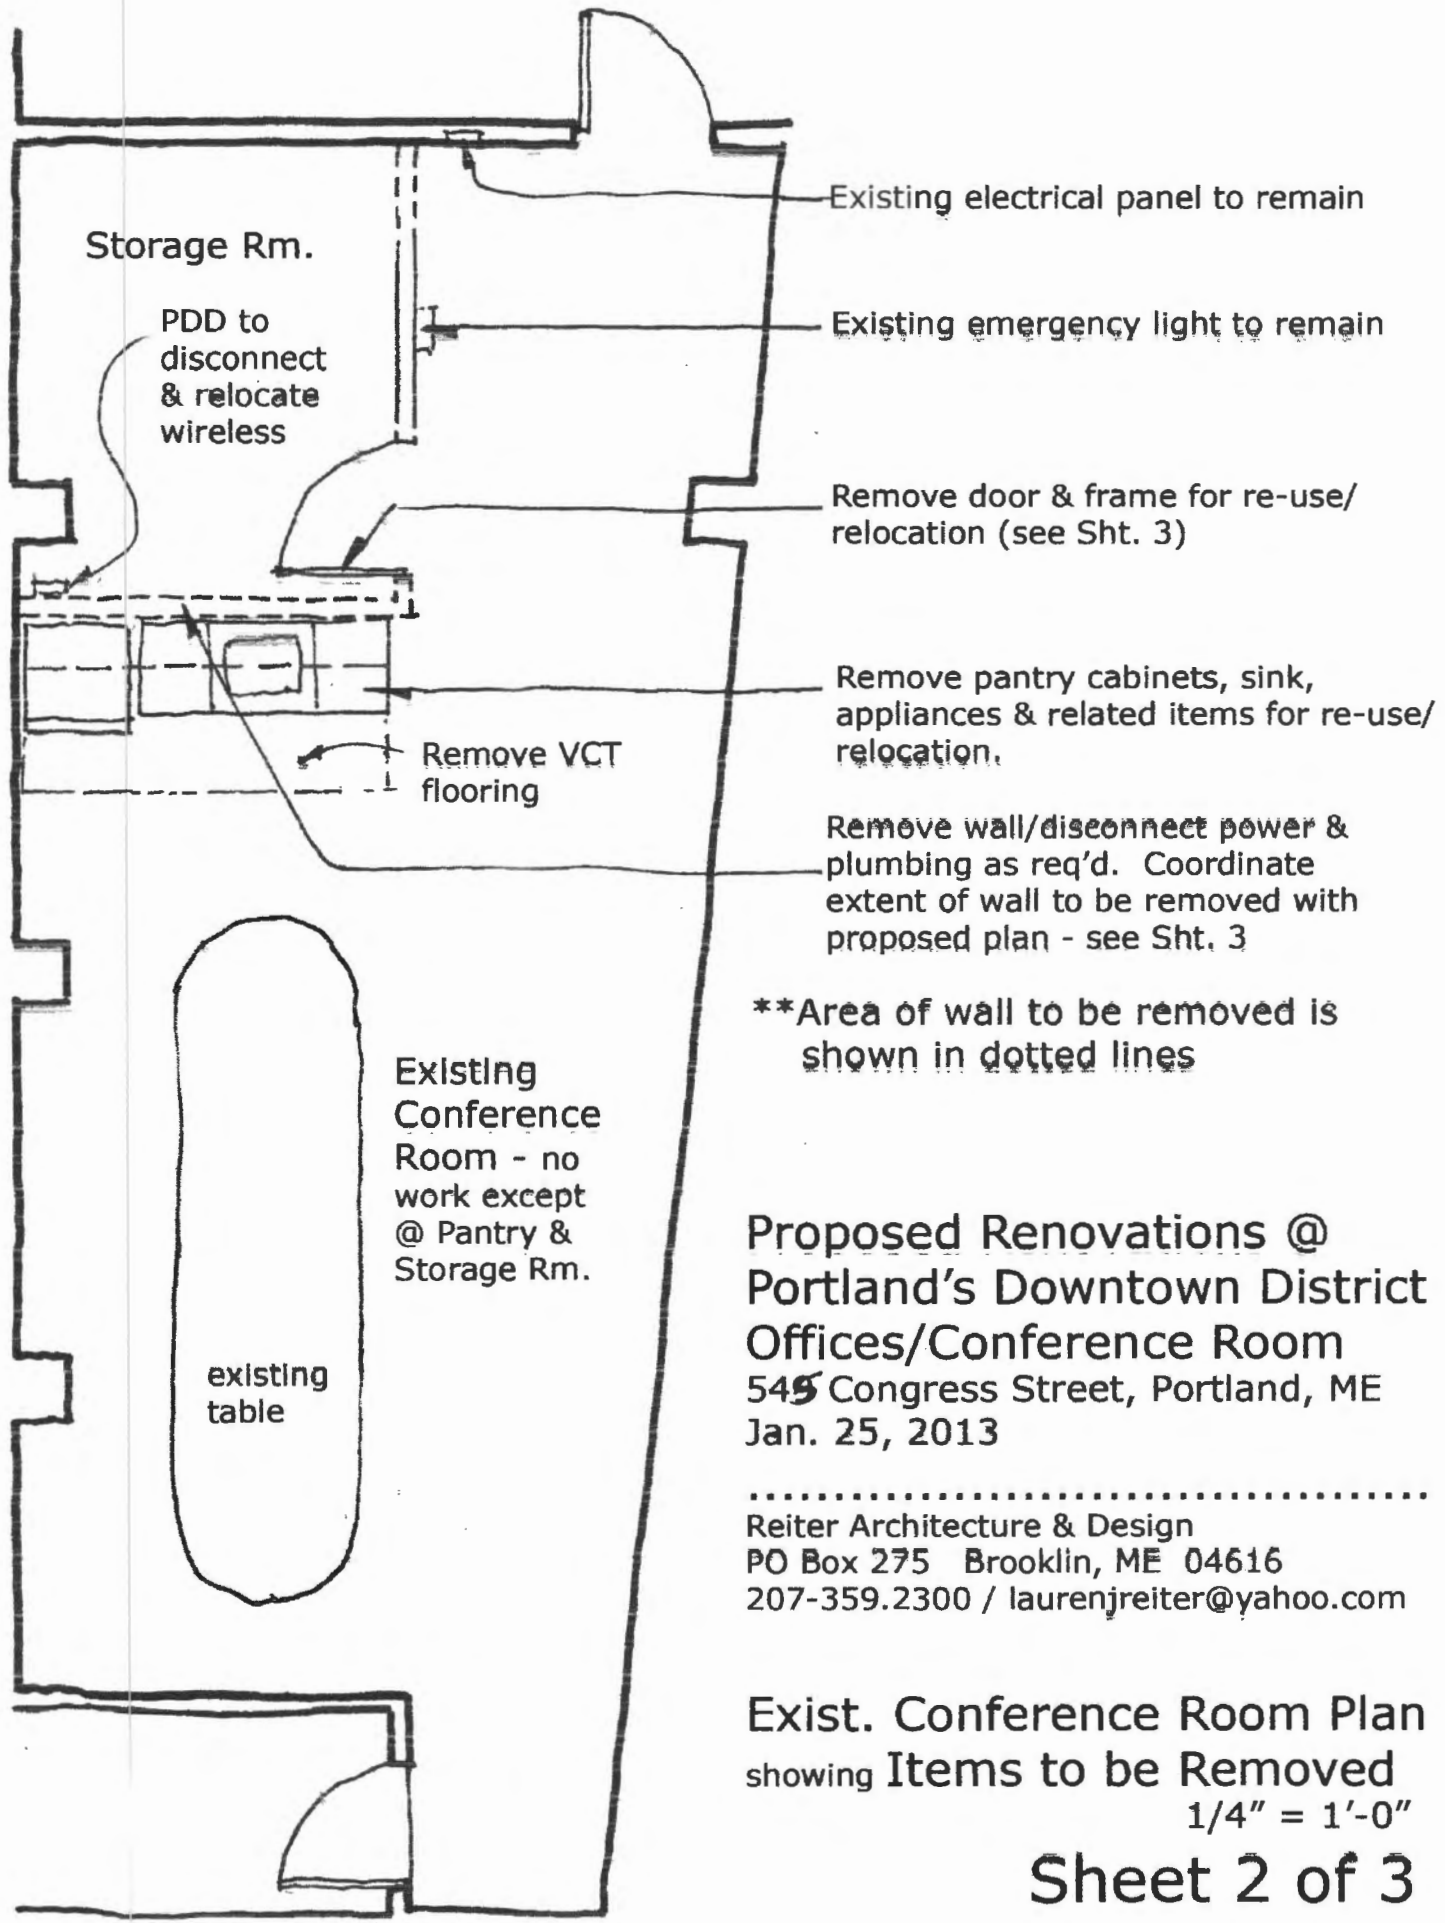 Existing electrical panel to remain
Storage Rm.
PDD to
disconnect
& relocate
wireless
Existing emergency light to remain
Remove door & frame for re-use/
relocation (see Sht. 3)
Remove pantry cabinets, sink,
appliances & related items for re-use/
relocation.
Remove VCT
flooring
Remove wall/disconnect power &
plumbing as req'd. Coordinate
extent of wall to be removed with
proposed plan - see Sht. 3
**Area of wall to be removed is
shown in dotted lines
Existing
Conference
Room - no
work except
@ Pantry &
Storage Rm.
existing
table
Proposed Renovations @
Portland's Downtown District
Offices/Conference Room
545 Congress Street, Portland, ME
Jan. 25, 2013
Reiter Architecture & Design
PO Box 275 Brooklin, ME 04616
207-359.2300 / laurenjreiter@yahoo.com
Exist. Conference Room Plan
showing Items to be Removed
1/4" = 1'-0"
Sheet 2 of 3